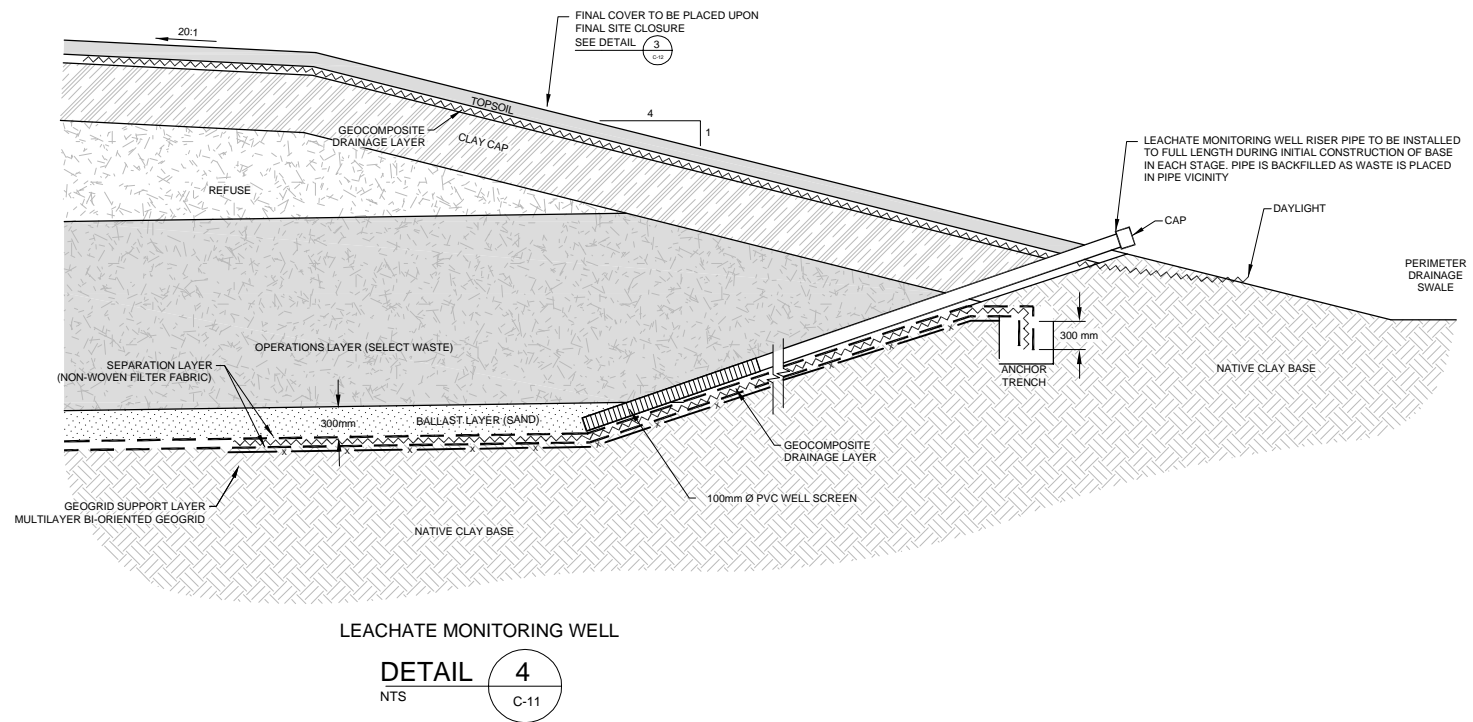 FINAL COVER TO BE PLACED UPON
FINAL SITE CLOSURE
SEE DETAIL 3
C-12
20:1
TOPSOIL
4
1
GEOCOMPOSITE
DRAINAGE LAYER
CLAY CAP
LEACHATE MONITORING WELL RISER PIPE TO BE INSTALLED
TO FULL LENGTH DURING INITIAL CONSTRUCTION OF BASE
IN EACH STAGE. PIPE IS BACKFILLED AS WASTE IS PLACED
IN PIPE VICINITY
REFUSE
CAP
DAYLIGHT
PERIMETER
DRAINAGE
SWALE
300 mm
OPERATIONS LAYER (SELECT WASTE)
SEPARATION LAYER
(NON-WOVEN FILTER FABRIC)
ANCHOR
TRENCH
NATIVE CLAY BASE
300mm
BALLAST LAYER (SAND)
GEOCOMPOSITE
DRAINAGE LAYER
100mm Ø PVC WELL SCREEN
GEOGRID SUPPORT LAYER
MULTILAYER BI-ORIENTED GEOGRID
NATIVE CLAY BASE
LEACHATE MONITORING WELL
DETAIL 4
NTS
C-11